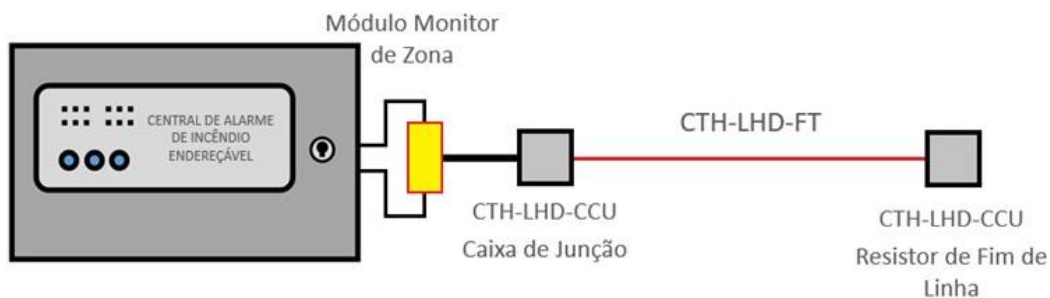 Módulo Monitor
de Zona
CENTRAL DE ALARME
DE INCÊNDIO
ENDEREÇÁVEL
CTH-LHD-FT
CTH-LHD-CCU
Caixa de Junção
CTH-LHD-CCU
Resistor de Fim de
Linha